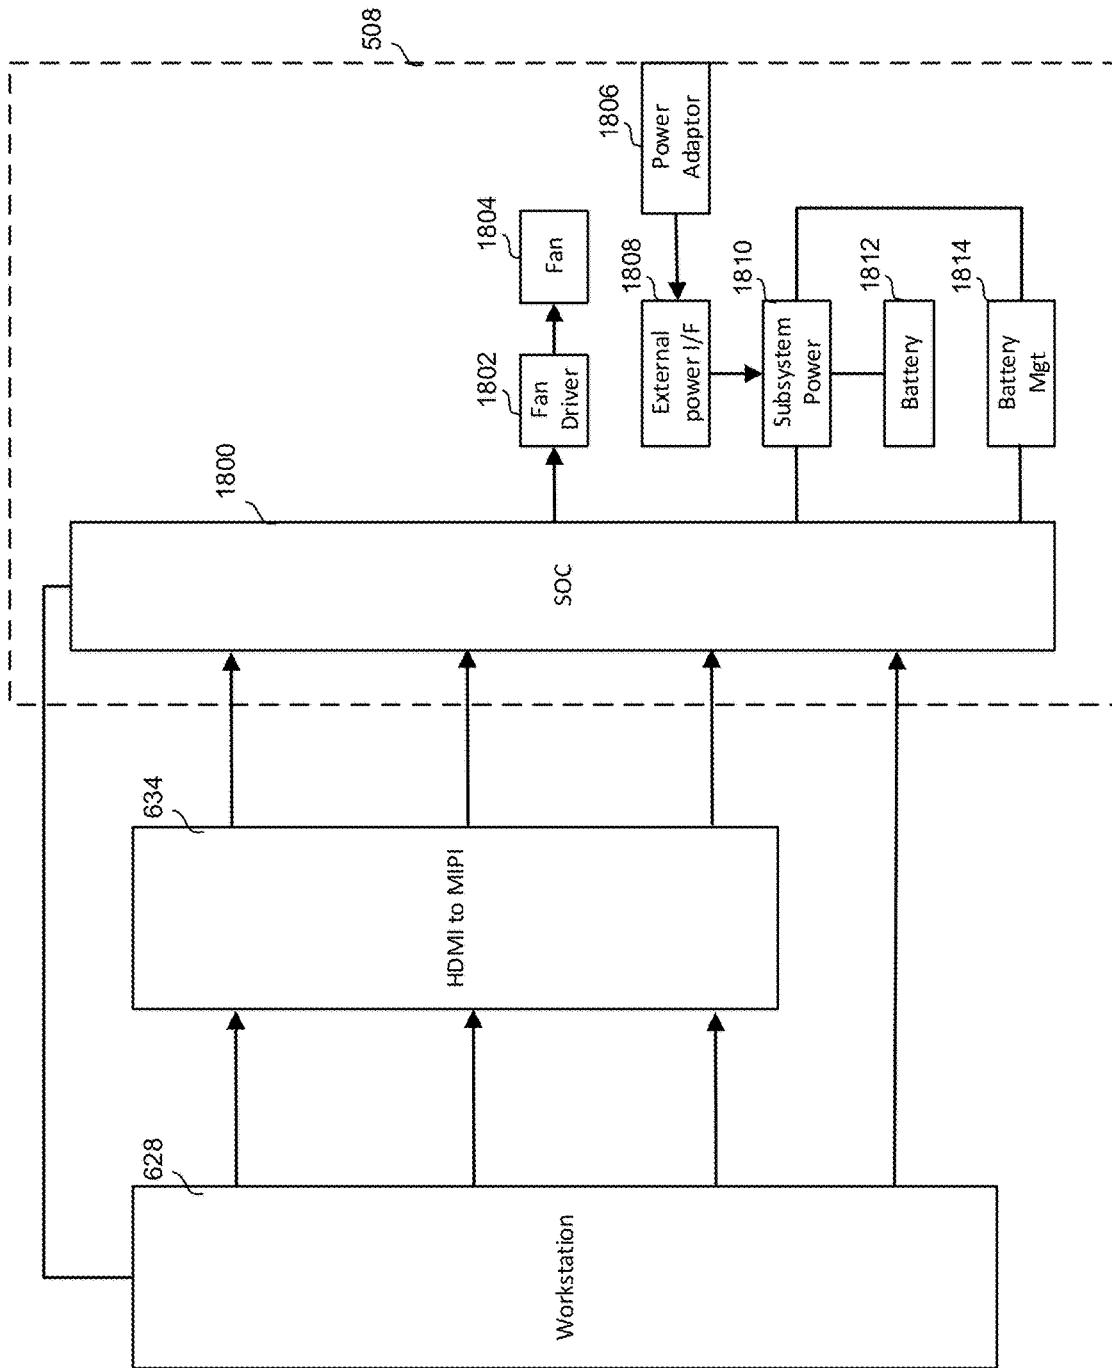 508
1800
1802
Fan
Driver
1804
Fan
1806
Power
Adaptor
1808
External
power I/F
1810
Subsystem
Power
1812
Battery
1814
Battery
Mgt
SOC
634
HDMI to MIPI
628
Workstation